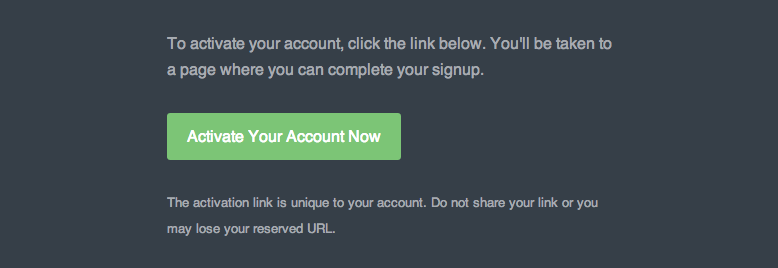 To activate your account, click the link below. You'll be taken to
a page where you can complete your signup.
Activate Your Account Now
The activation link is unique to your account. Do not share your link or you
may lose your reserved URL.